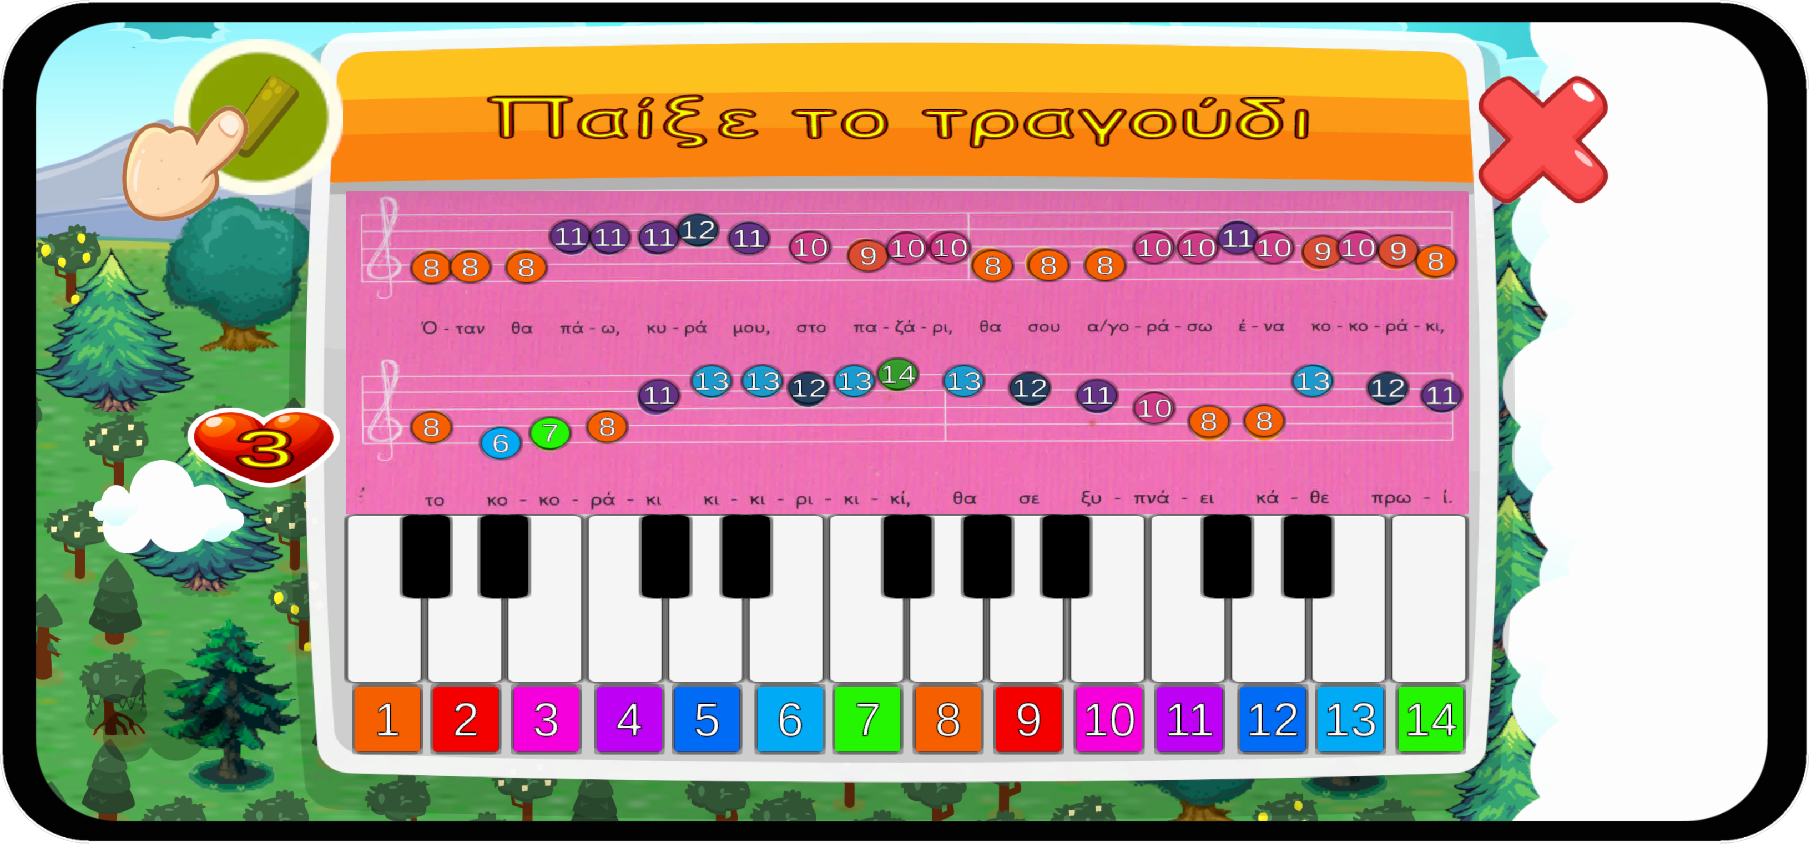 Παίξε το τραγούδι
8 8 8 11 11 11 12 11 10 9 10 10 8 8 8 10 10 11 10 9 10 9 8
Ό - ταν θα πά - ω, κυ - ρά μου, στο πα - ζά - ρι, θα σου α/γο - ρά - σω έ - να κο - κο - ρά - κι,
8 6 7 8 11 13 13 12 13 14 13 12 11 10 8 8 13 12 11
το κο - κο - ρά - κι κι - κι - ρι - κι - κί, θα σε ξυ - πνά - ει κά - θε πρω - ί.
3
1 2 3 4 5 6 7 8 9 10 11 12 13 14